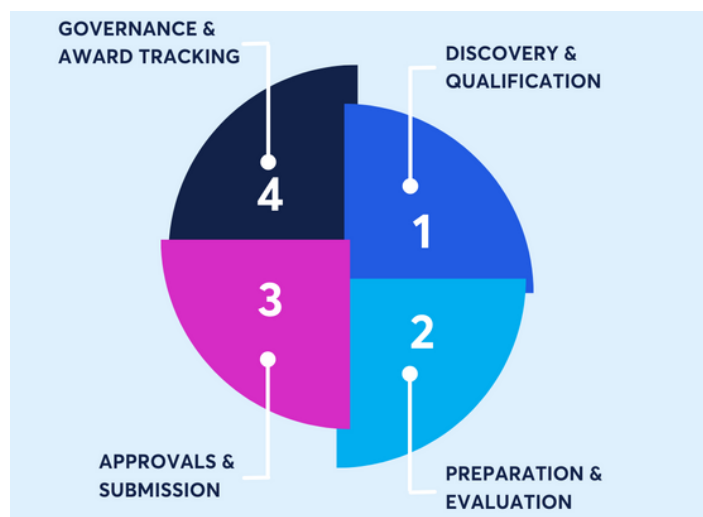 GOVERNANCE &
AWARD TRACKING
DISCOVERY &
QUALIFICATION
4
1
3
2
APPROVALS &
SUBMISSION
PREPARATION &
EVALUATION